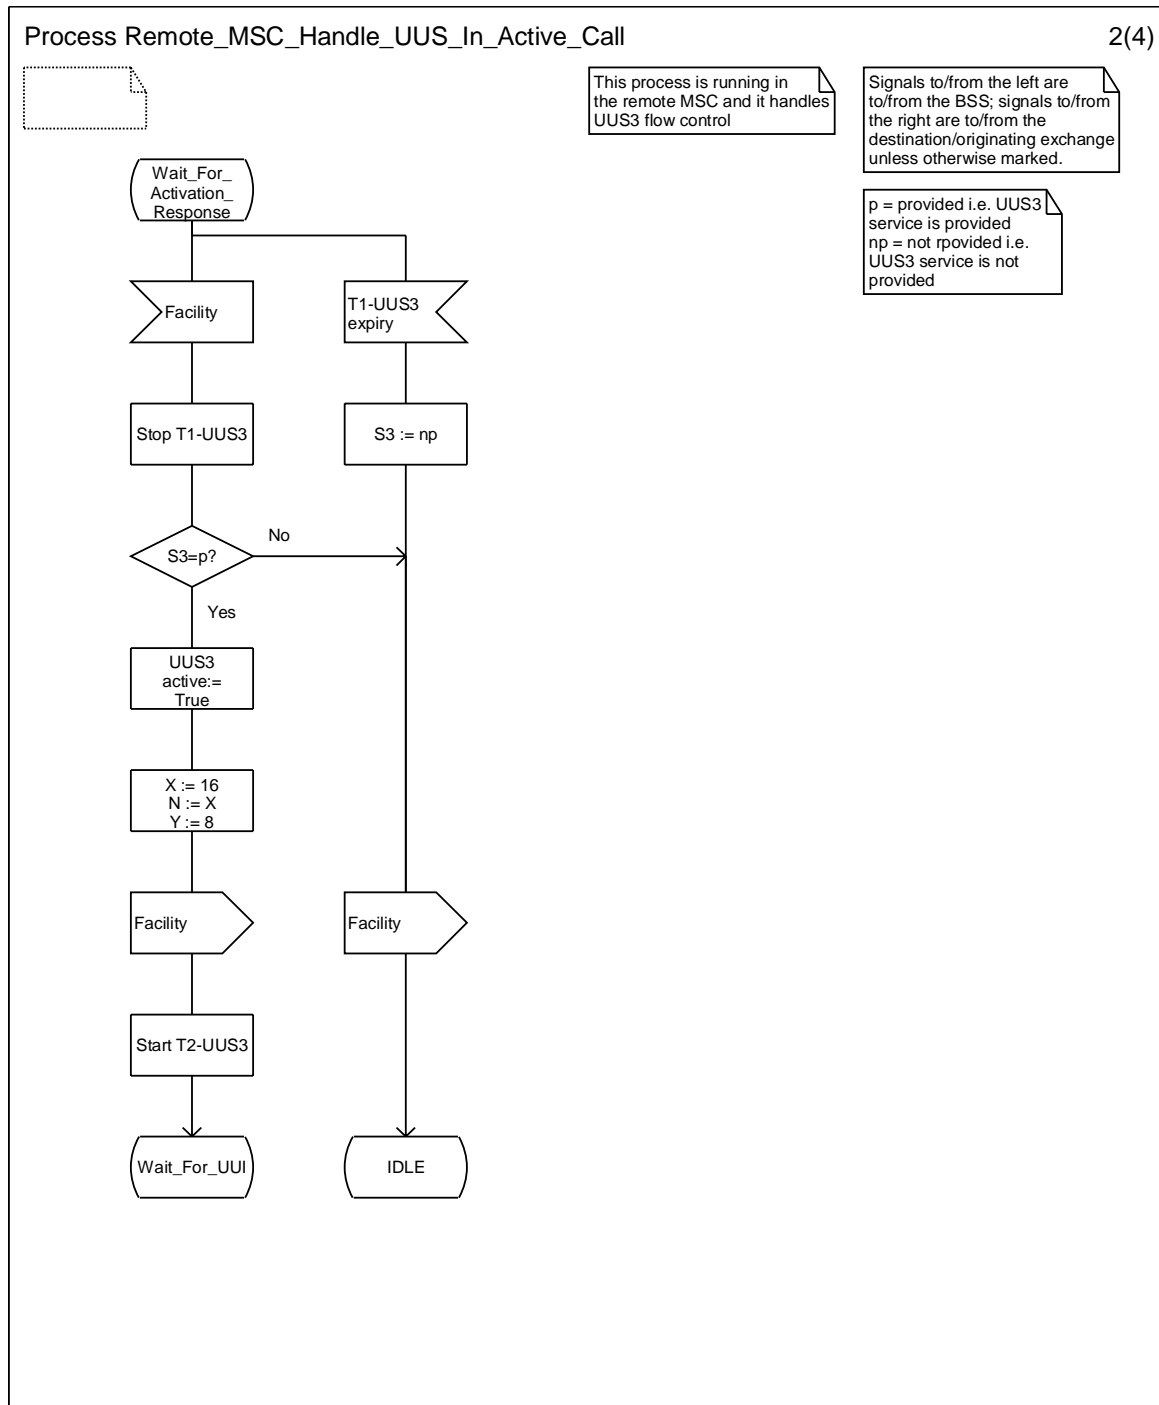 Process Remote_MSC_Handle_UUS_In_Active_Call
2(4)
This process is running in
the remote MSC and it handles
UUS3 flow control
Signals to/from the left are
to/from the BSS; signals to/from
the right are to/from the
destination/originating exchange
unless otherwise marked.
p = provided i.e. UUS3
service is provided
np = not rpovided i.e.
UUS3 service is not
provided
Wait_For_
Activation_
Response
Facility
T1-UUS3
expiry
Stop T1-UUS3
S3 := np
S3=p?
No
Yes
UUS3
active:=
True
X := 16
N := X
Y := 8
Facility
Facility
Start T2-UUS3
Wait_For_UUI
IDLE